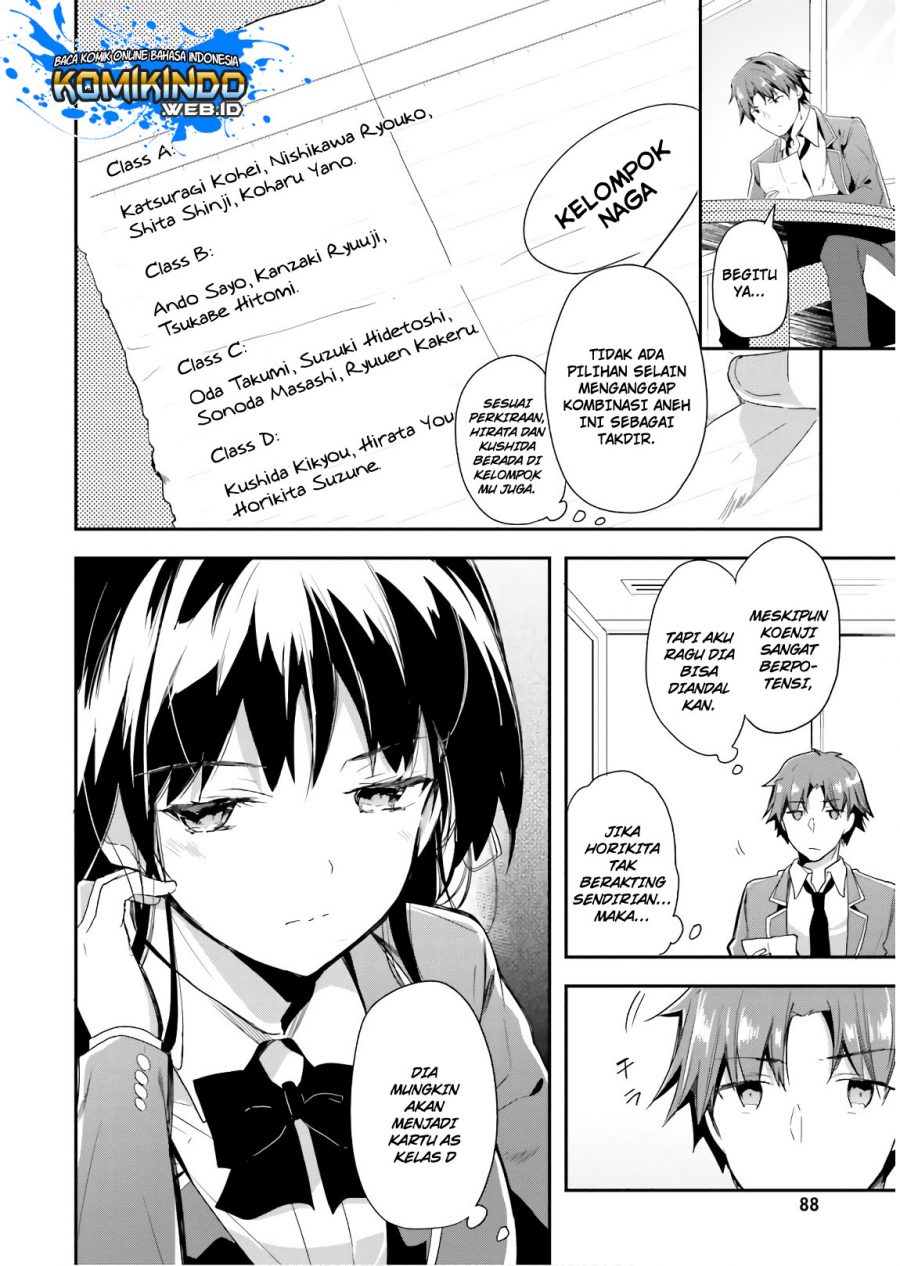 BACA KOMIK ONLINE BAHASA INDONESIA
KOMIKINDO
.WEB.ID
BEGITU
YA...
KELOMPOK
NAGA
Class A:
Katsuragi Kohei, Nishikawa Ryouko,
Shita Shinji, Koharu Yano.
Class B:
Ando Sayo, Kanzaki Ryuuji,
Tsukabe Hitomi.
Class C:
Oda Takumi, Suzuki Hidetoshi,
Sonoda Masashi, Ryuuen Kakeru
Class D:
Kushida Kikyou, Hirata You
Horikita Suzune
TIDAK ADA
PILIHAN SELAIN
MENGANGGAP
KOMBINASI ANEH
INI SEBAGAI
TAKDIR.
SESUAI
PERKIRAAN,
HIRATA DAN
KUSHIDA
BERADA DI
KELOMPOK
MU JUGA.
MESKIPUN
KOENJI
SANGAT
BERPO-
TENSI,
TAPI AKU
RAGU DIA
BISA
DIANDAL
KAN.
JIKA
HORIKITA
TAK
BERAKTING
SENDIRIAN...
MAKA...
チラ
DIA
MUNGKIN
AKAN
MENJADI
KARTU AS
KELAS D
88